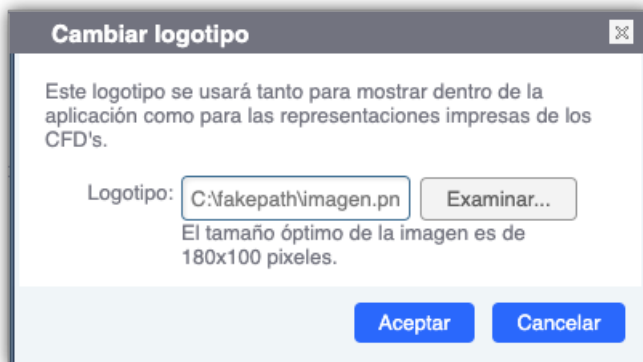 Cambiar logotipo
Este logotipo se usará tanto para mostrar dentro de la
aplicación como para las representaciones impresas de los
CFD's.
Logotipo: C:\fakepath\imagen.pn Examinar...
El tamaño óptimo de la imagen es de
180x100 pixeles.
Aceptar Cancelar